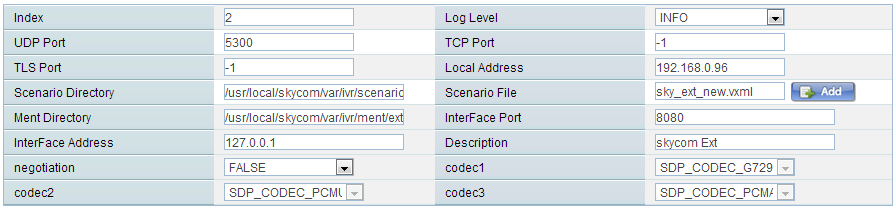 Index 2 Log Level INFO
UDP Port 5300 TCP Port -1
TLS Port -1 Local Address 192.168.0.96
Scenario Directory /usr/local/skycom/var/ivr/scenario Scenario File sky_ext_new.vxml Add
Ment Directory /usr/local/skycom/var/ivr/ment/ext InterFace Port 8080
InterFace Address 127.0.0.1 Description skycom Ext
negotiation FALSE codec1 SDP_CODEC_G729
codec2 SDP_CODEC_PCMU codec3 SDP_CODEC_PCMA